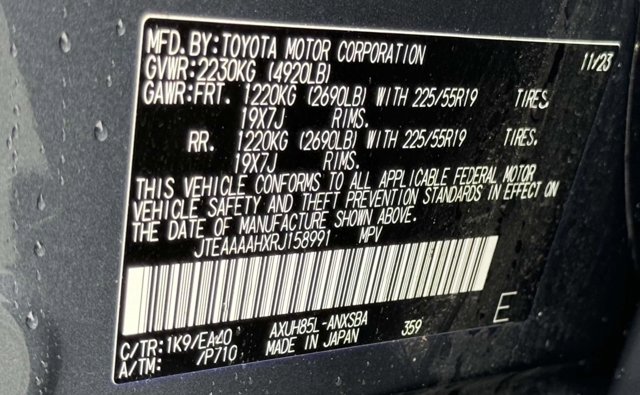 MFD. BY: TOYOTA MOTOR CORPORATION 11/23
GVWR: 2230KG (4920LB)
GAWR: FRT. 1220KG (2690LB) WITH 225/55R19 TIRES,
19X7J RIMS.
RR. 1220KG (2690LB) WITH 225/55R19 TIRES,
19X7J RIMS.
THIS VEHICLE CONFORMS TO ALL APPLICABLE FEDERAL MOTOR
VEHICLE SAFETY AND THEFT PREVENTION STANDARDS IN EFFECT ON
THE DATE OF MANUFACTURE SHOWN ABOVE.
JTEAAAAHXRJ158991 MPV
C/TR: 1K9/EA40 AXUH85L-ANXSBA 359 E
A/TM: /P710 MADE IN JAPAN